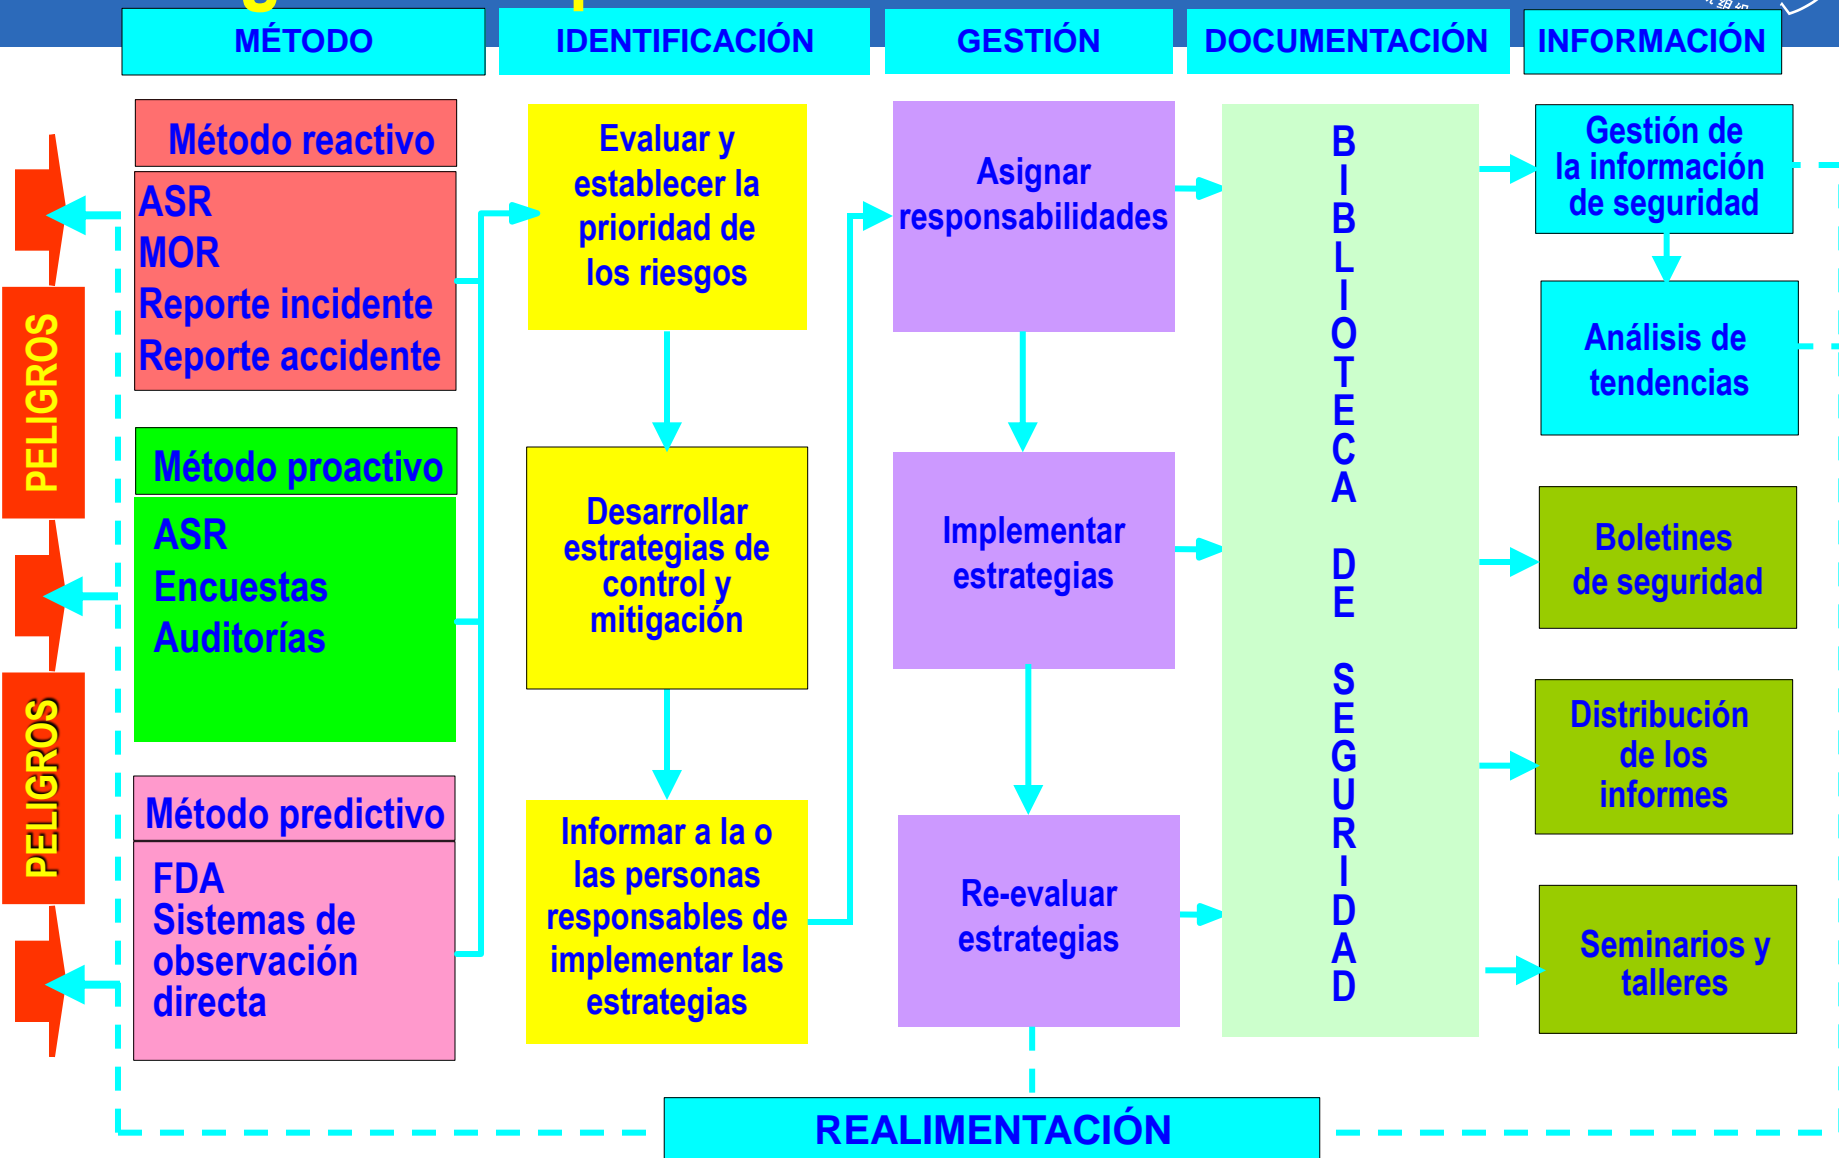 MÉTODO
IDENTIFICACIÓN
GESTIÓN
DOCUMENTACIÓN
INFORMACIÓN
PELIGROS
PELIGROS
Método reactivo
ASR
MOR
Reporte incidente
Reporte accidente
Método proactivo
ASR
Encuestas
Auditorías
Método predictivo
FDA
Sistemas de
observación
directa
Evaluar y
establecer la
prioridad de
los riesgos
Desarrollar
estrategias de
control y
mitigación
Informar a la o
las personas
responsables de
implementar las
estrategias
Asignar
responsabilidades
Implementar
estrategias
Re-evaluar
estrategias
BIBLIOTECA DE SEGURIDAD
Gestión de
la información
de seguridad
Análisis de
tendencias
Boletines
de seguridad
Distribución
de los
informes
Seminarios y
talleres
REALIMENTACIÓN